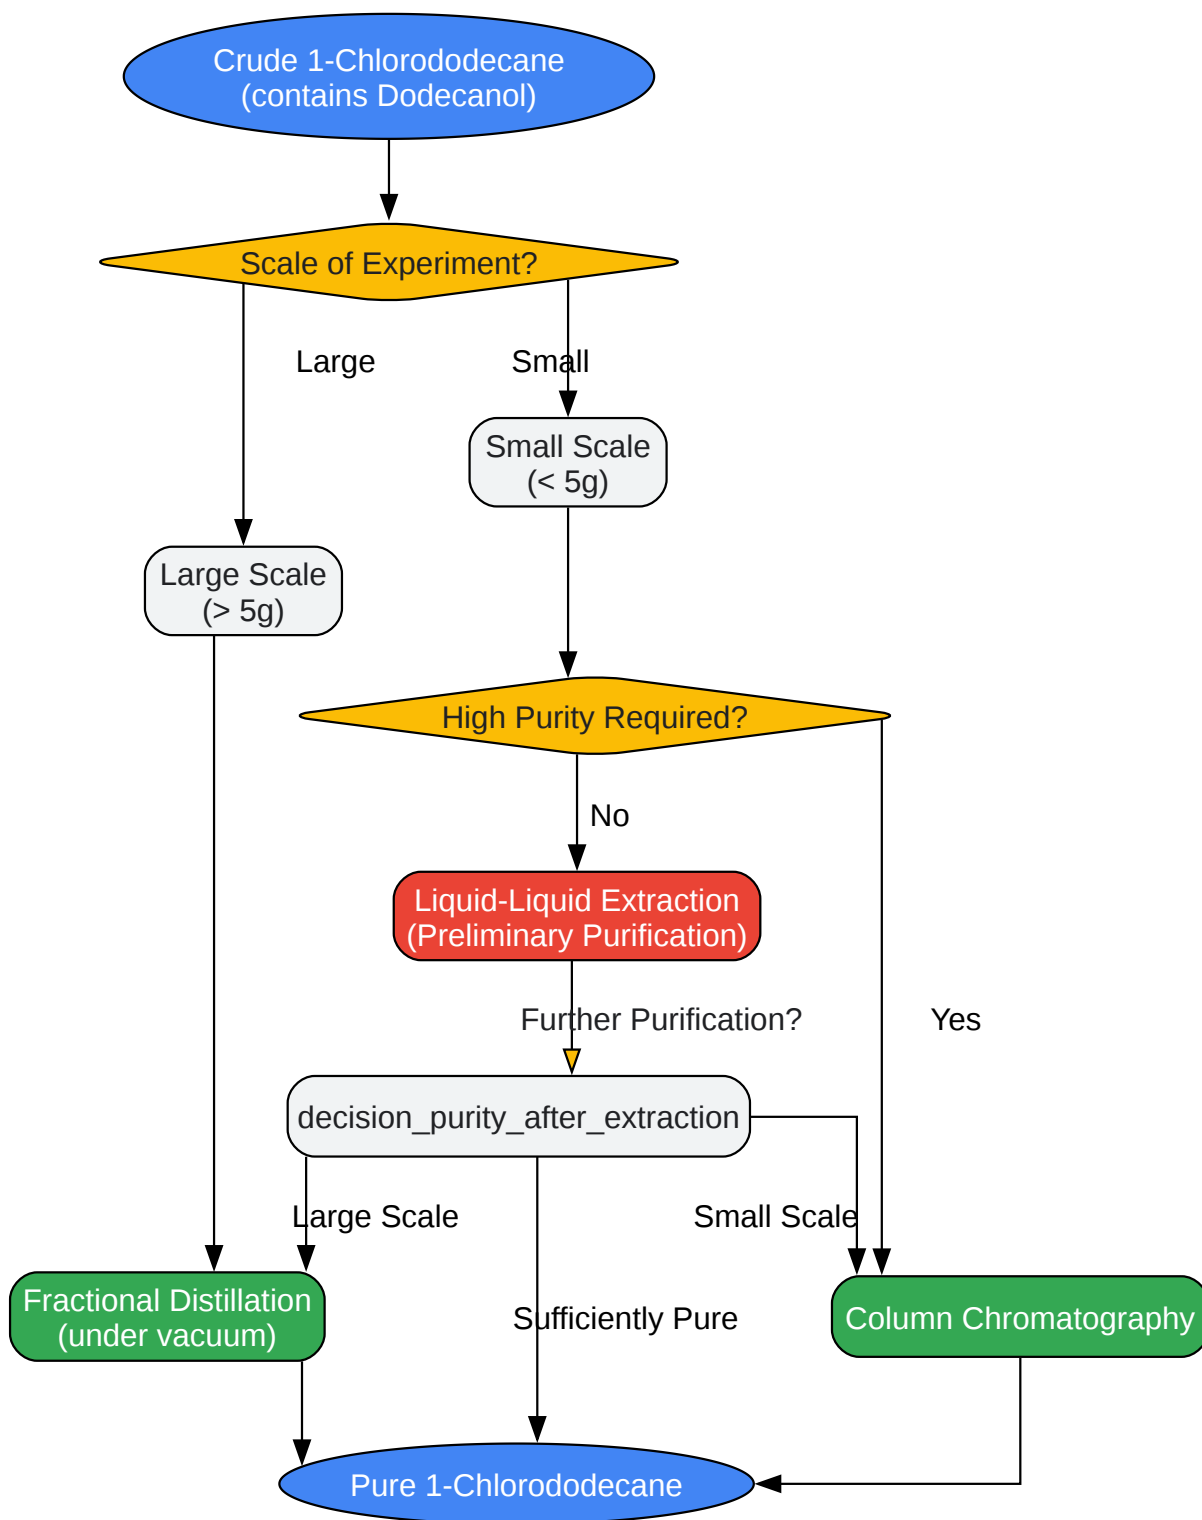 Crude 1-Chlorododecane
(contains Dodecanol)
Scale of Experiment?
Large
Small
Small Scale
(< 5g)
Large Scale
(> 5g)
High Purity Required?
No
Liquid-Liquid Extraction
(Preliminary Purification)
Further Purification?
Yes
decision_purity_after_extraction
Large Scale
Small Scale
Fractional Distillation
(under vacuum)
Sufficiently Pure
Column Chromatography
Pure 1-Chlorododecane